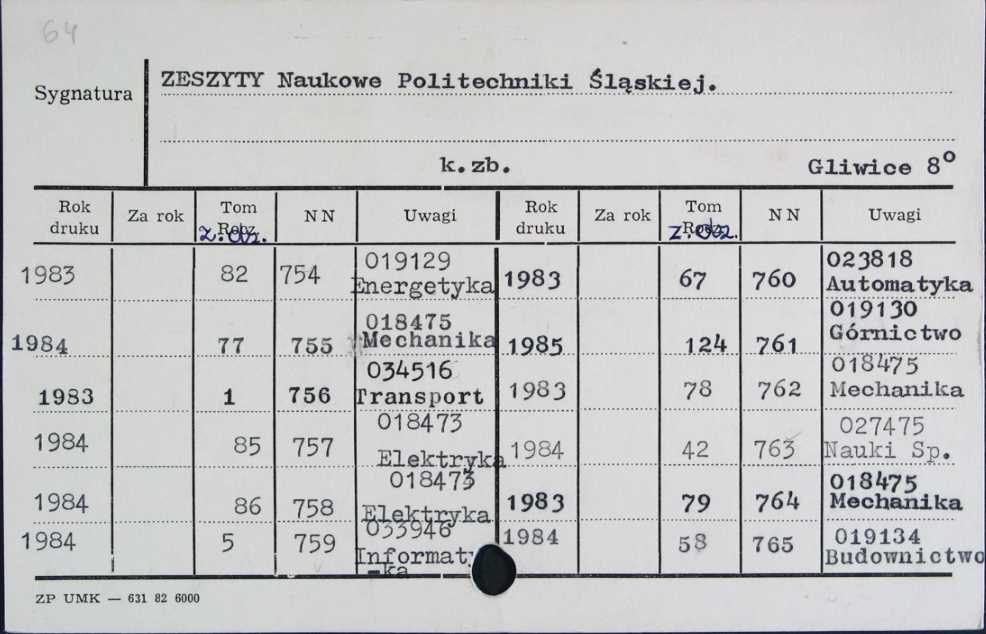 64
Sygnatura
ZESZYTY Naukowe Politechniki Śląskiej.
k.zb. Gliwice 8°
Rok druku Za rok Tom Rocz. z. N N Uwagi Rok druku Za rok Tom Rocz. z. N N Uwagi
1983 82 754 019129 Energetyka 1983 67 760 023818 Automatyka
1984 77 755 018475 Mechanika 1985 124 761 019130 Górnictwo
1983 1 756 034516 Transport 1983 78 762 018475 Mechanika
1984 85 757 018473 Elektryka 1984 42 763 027475 Nauki Sp.
1984 86 758 018473 Elektryka 1983 79 764 018475 Mechanika
1984 5 759 033946 Informaty-ka 1984 58 765 019134 Budownictwo
ZP UMK — 631 82 6000